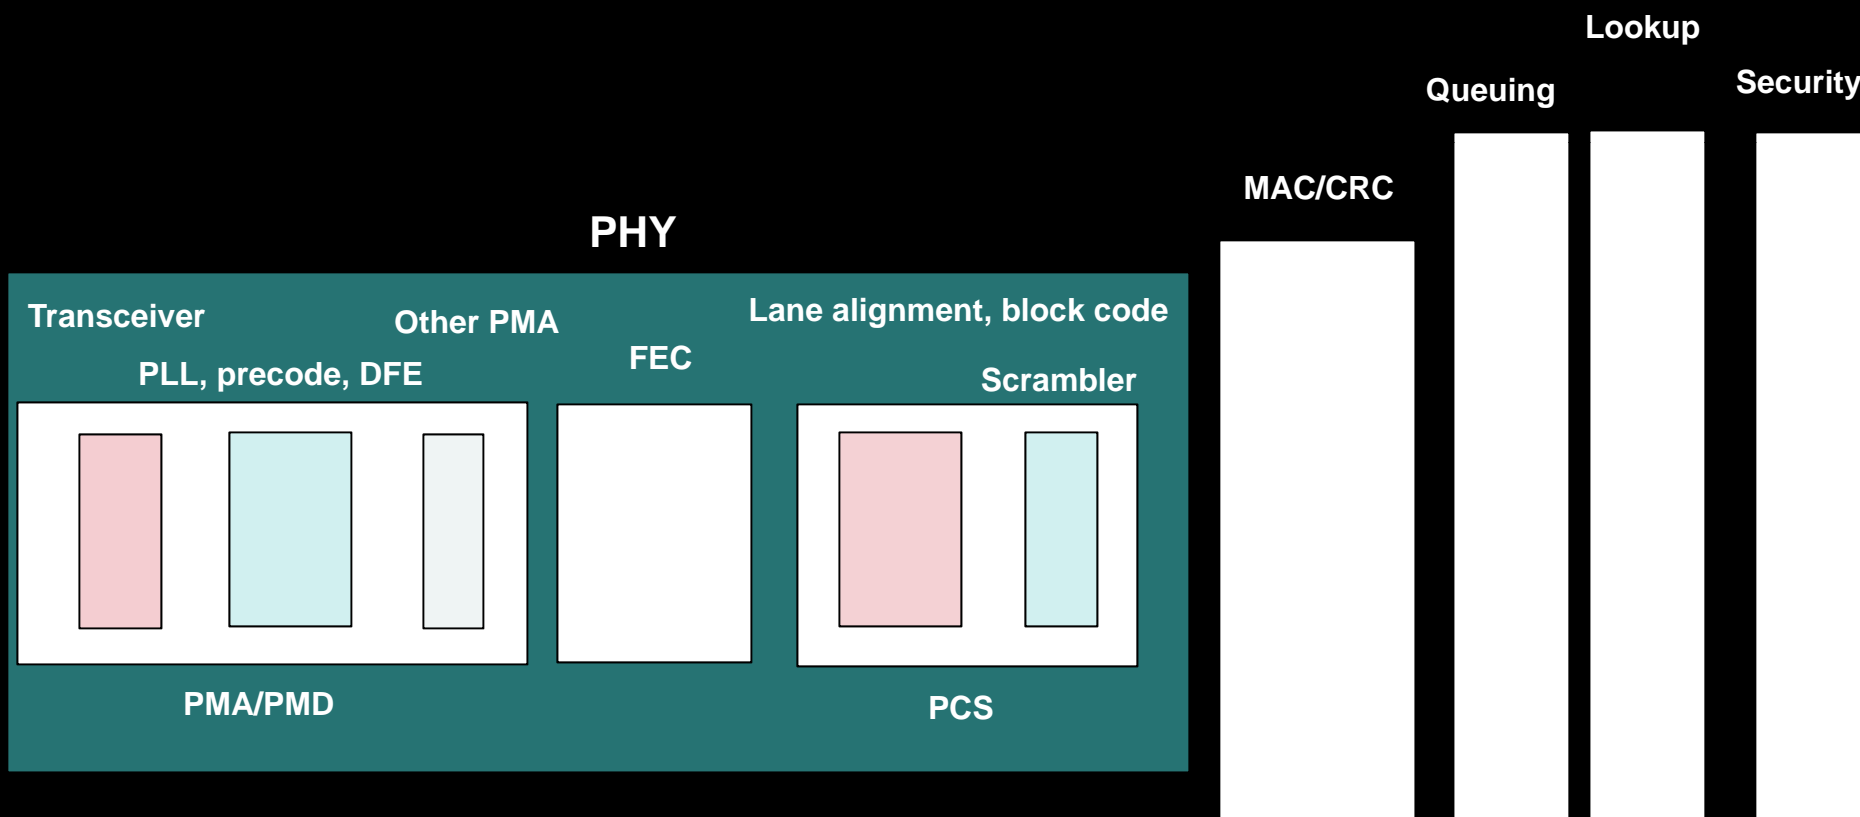 Lookup
Queuing
Security
MAC/CRC
PHY
Transceiver
Other PMA
Lane alignment, block code
FEC
PLL, precode, DFE
Scrambler
PMA/PMD
PCS